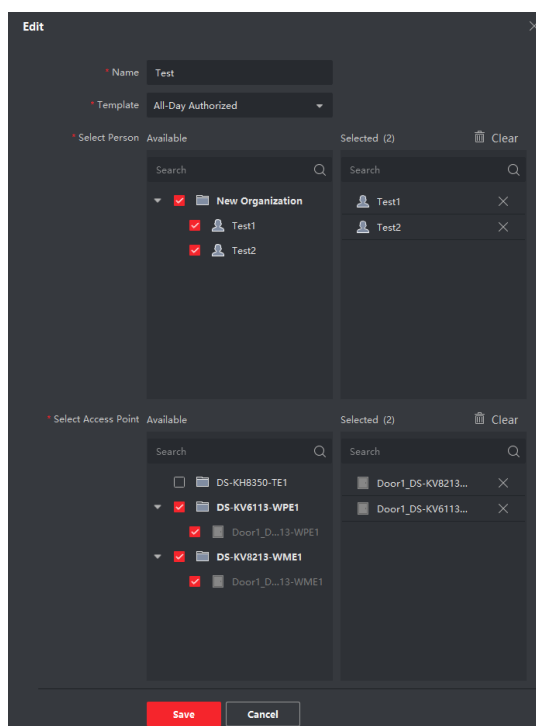 Edit
* Name Test
* Template All-Day Authorized
* Select Person Available Selected (2) Clear
Search Search
New Organization Test1
Test1 Test2
Test2
* Select Access Point Available Selected (2) Clear
Search Search
DS-KH8350-TE1 Door1_DS-KV8213...
DS-KV6113-WPE1 Door1_DS-KV6113...
Door1_D...13-WPE1
DS-KV8213-WME1
Door1_D...13-WME1
Save Cancel